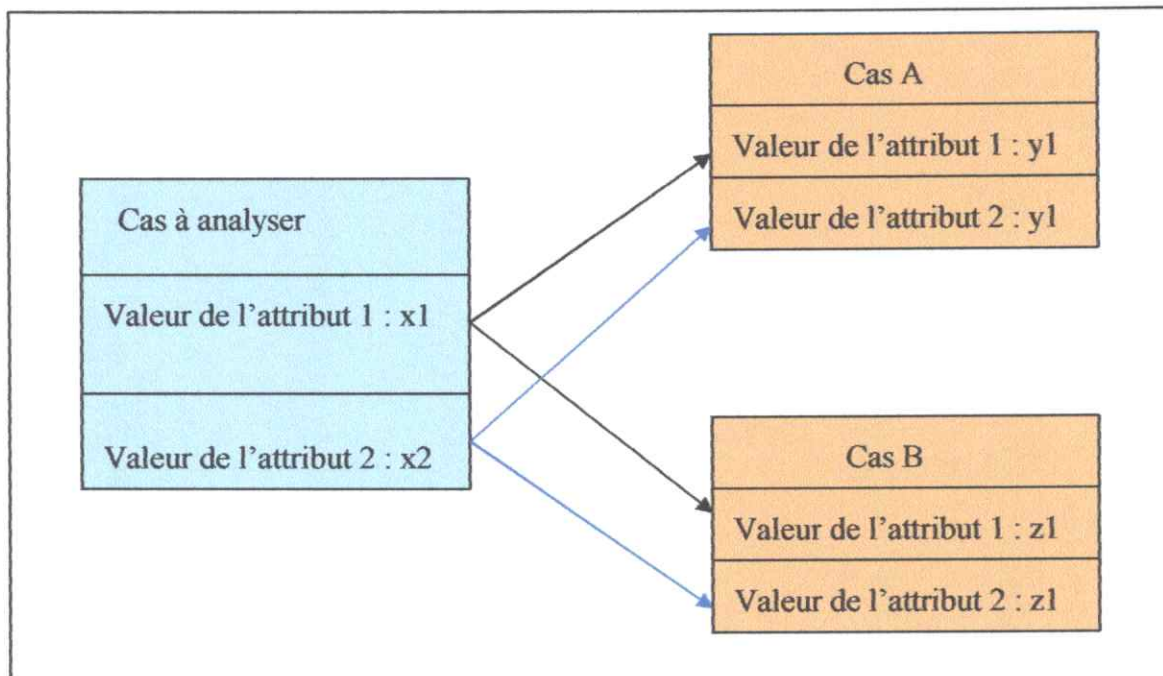 Cas à analyser
Valeur de l'attribut 1 : x1
Valeur de l'attribut 2 : x2
Cas A
Valeur de l'attribut 1 : y1
Valeur de l'attribut 2 : y1
Cas B
Valeur de l'attribut 1 : z1
Valeur de l'attribut 2 : z1